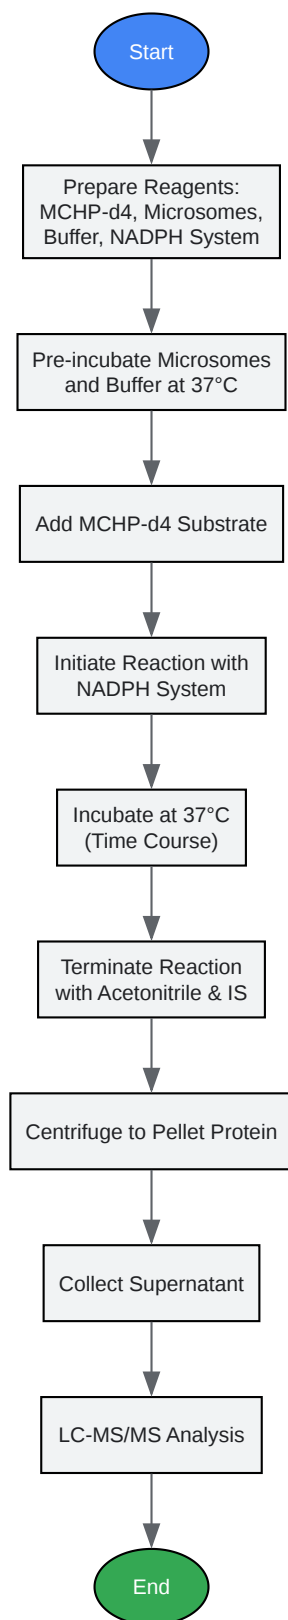 Start
Prepare Reagents:
MCHP-d4, Microsomes,
Buffer, NADPH System
Pre-incubate Microsomes
and Buffer at 37°C
Add MCHP-d4 Substrate
Initiate Reaction with
NADPH System
Incubate at 37°C
(Time Course)
Terminate Reaction
with Acetonitrile & IS
Centrifuge to Pellet Protein
Collect Supernatant
LC-MS/MS Analysis
End